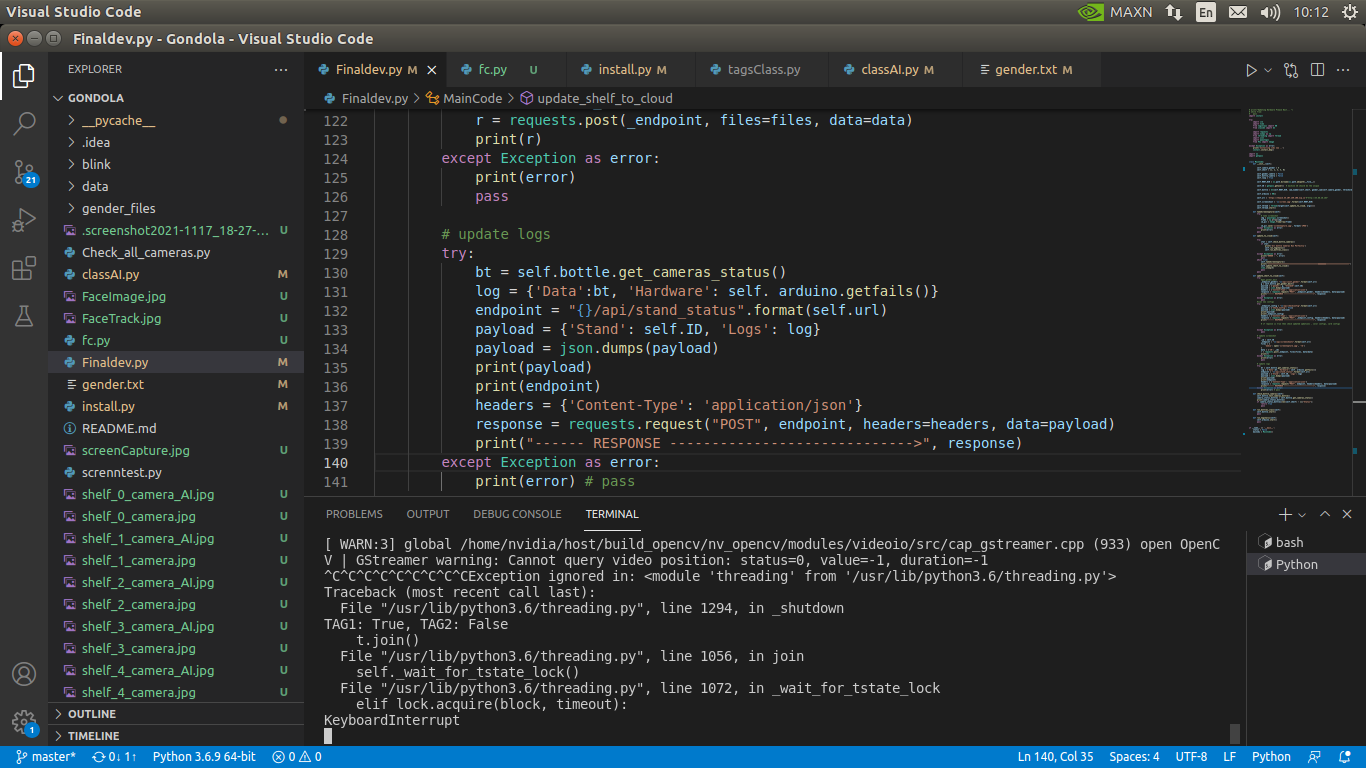 Visual Studio Code
MAXN
En
10:12
Finaldev.py - Gondola - Visual Studio Code
EXPLORER
GONDOLA
__pycache__
.idea
blink
data
gender_files
.screenshot2021-1117_18-27-... U
Check_all_cameras.py
classAI.py M
FaceImage.jpg U
FaceTrack.jpg U
fc.py U
Finaldev.py M
gender.txt M
install.py M
README.md
screenCapture.jpg U
screnntest.py
shelf_0_camera_AI.jpg U
shelf_0_camera.jpg U
shelf_1_camera_AI.jpg U
shelf_1_camera.jpg U
shelf_2_camera_AI.jpg U
shelf_2_camera.jpg U
shelf_3_camera_AI.jpg U
shelf_3_camera.jpg U
shelf_4_camera_AI.jpg U
shelf_4_camera.jpg U
OUTLINE
TIMELINE
21
1
Finaldev.py M
fc.py U
install.py M
tagsClass.py
classAI.py M
gender.txt M
Finaldev.py > MainCode > update_shelf_to_cloud
122 r = requests.post(_endpoint, files=files, data=data)
123 print(r)
124 except Exception as error:
125 print(error)
126 pass
127
128 # update logs
129 try:
130 bt = self.bottle.get_cameras_status()
131 log = {'Data':bt, 'Hardware': self. arduino.getfails()}
132 endpoint = "{}/api/stand_status".format(self.url)
133 payload = {'Stand': self.ID, 'Logs': log}
134 payload = json.dumps(payload)
135 print(payload)
136 print(endpoint)
137 headers = {'Content-Type': 'application/json'}
138 response = requests.request("POST", endpoint, headers=headers, data=payload)
139 print("------ RESPONSE ----------------------------->", response)
140 except Exception as error:
141 print(error) # pass
PROBLEMS
OUTPUT
DEBUG CONSOLE
TERMINAL
[ WARN:3] global /home/nvidia/host/build_opencv/nv_opencv/modules/videoio/src/cap_gstreamer.cpp (933) open OpenC
V | GStreamer warning: Cannot query video position: status=0, value=-1, duration=-1
^C^C^C^C^C^C^C^C^CException ignored in: <module 'threading' from '/usr/lib/python3.6/threading.py'>
Traceback (most recent call last):
File "/usr/lib/python3.6/threading.py", line 1294, in _shutdown
TAG1: True, TAG2: False
t.join()
File "/usr/lib/python3.6/threading.py", line 1056, in join
self._wait_for_tstate_lock()
File "/usr/lib/python3.6/threading.py", line 1072, in _wait_for_tstate_lock
elif lock.acquire(block, timeout):
KeyboardInterrupt
bash
Python
master*
0↓ 1↑
Python 3.6.9 64-bit
0 0
Ln 140, Col 35
Spaces: 4
UTF-8
LF
Python